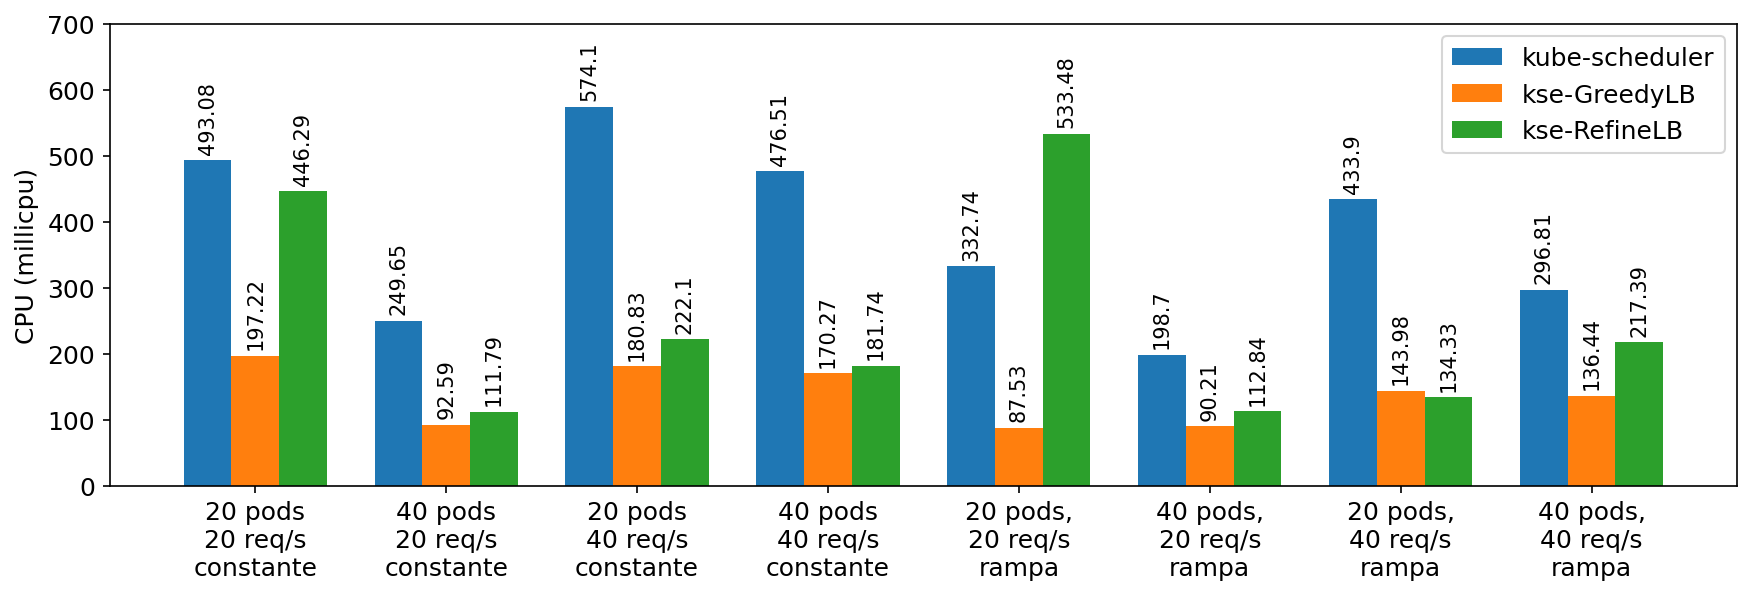 700
600
500
400
300
200
100
0
CPU (millicpu)
493.08
197.22
446.29
249.65
92.59
111.79
574.1
180.83
222.1
476.51
170.27
181.74
332.74
87.53
533.48
198.7
90.21
112.84
433.9
143.98
134.33
296.81
136.44
217.39
kube-scheduler
kse-GreedyLB
kse-RefineLB
20 pods
20 req/s
constante
40 pods
20 req/s
constante
20 pods
40 req/s
constante
40 pods
40 req/s
constante
20 pods,
20 req/s
rampa
40 pods,
20 req/s
rampa
20 pods,
40 req/s
rampa
40 pods,
40 req/s
rampa